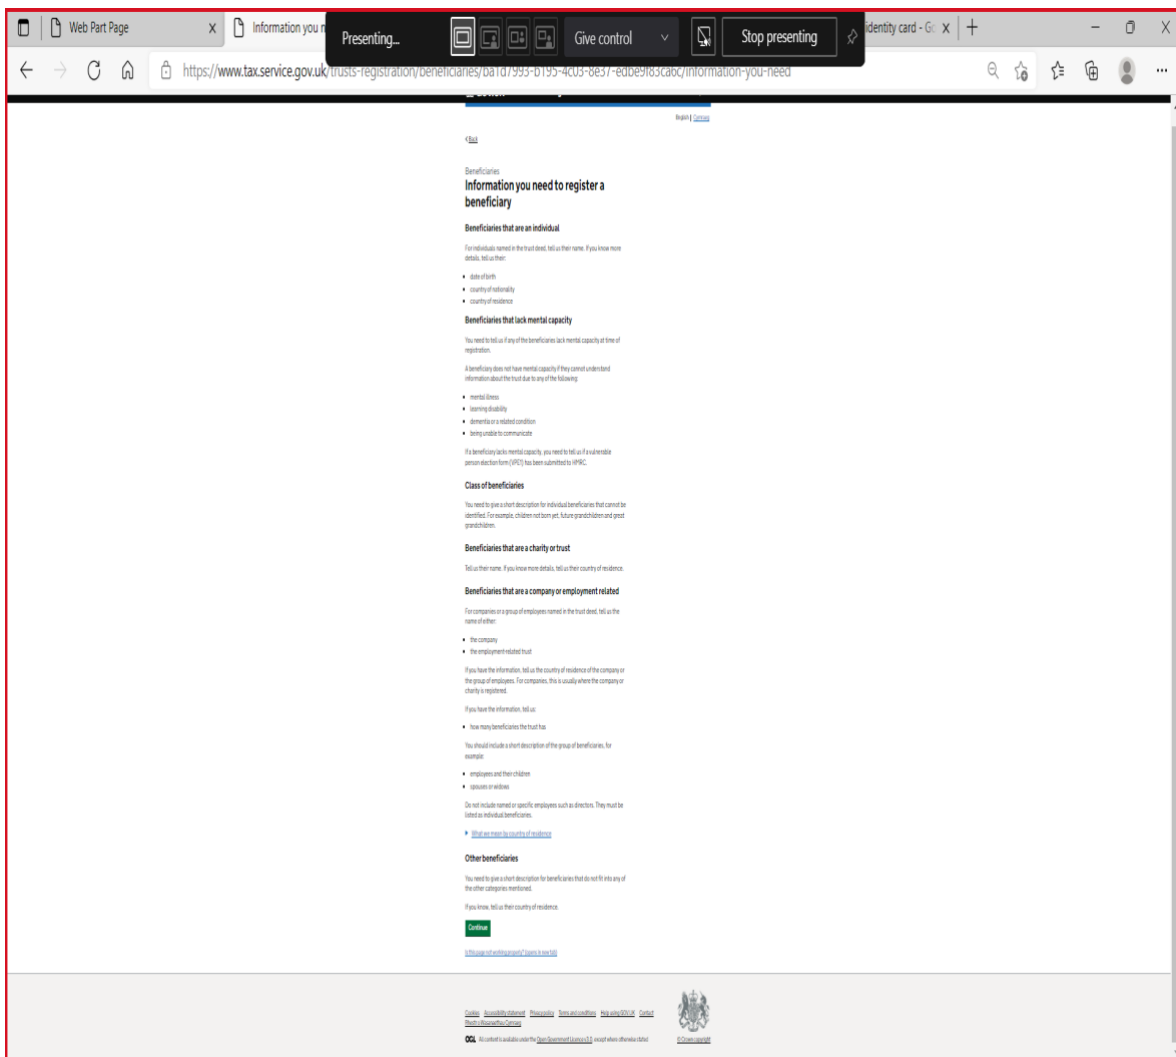 Web Part Page
Information you n
Presenting...
Give control
Stop presenting
identity card - Go
https://www.tax.service.gov.uk/trusts-registration/beneficiaries/ba1d7993-b195-4c03-8e37-edbe9f83ca6c/information-you-need
English | Cymraeg
Back
Beneficiaries
Information you need to register a
beneficiary
Beneficiaries that are an individual
For individuals named in the trust deed, tell us their name. If you know more
details, tell us their:
• date of birth
• country of nationality
• country of residence
Beneficiaries that lack mental capacity
You need to tell us if any of the beneficiaries lack mental capacity at time of
registration.
A beneficiary does not have mental capacity if they cannot understand
information about the trust due to any of the following:
• mental illness
• learning disability
• dementia or a related condition
• being unable to communicate
If a beneficiary lacks mental capacity, you need to tell us if a vulnerable
person election form (VPE1) has been submitted to HMRC.
Class of beneficiaries
You need to give a short description for individual beneficiaries that cannot be
identified. For example, children not born yet, future grandchildren and great
grandchildren.
Beneficiaries that are a charity or trust
Tell us their name. If you know more details, tell us their country of residence.
Beneficiaries that are a company or employment related
For companies or a group of employees named in the trust deed, tell us the
name of either:
• the company
• the employment-related trust
If you have the information, tell us the country of residence of the company or
the group of employees. For companies, this is usually where the company or
charity is registered.
If you have the information, tell us:
• how many beneficiaries the trust has
You should include a short description of the group of beneficiaries, for
example:
• employees and their children
• spouses or widows
Do not include named or specific employees such as directors. They must be
listed as individual beneficiaries.
What we mean by country of residence
Other beneficiaries
You need to give a short description for beneficiaries that do not fit into any of
the other categories mentioned.
If you know, tell us their country of residence.
Continue
Is this page not working properly? (opens in new tab)
Cookies Accessibility statement Privacy policy Terms and conditions Help using GOV.UK Contact
Rhestr o Wasanaethau Cymraeg
OGL All content is available under the Open Government Licence v3.0, except where otherwise stated
© Crown copyright